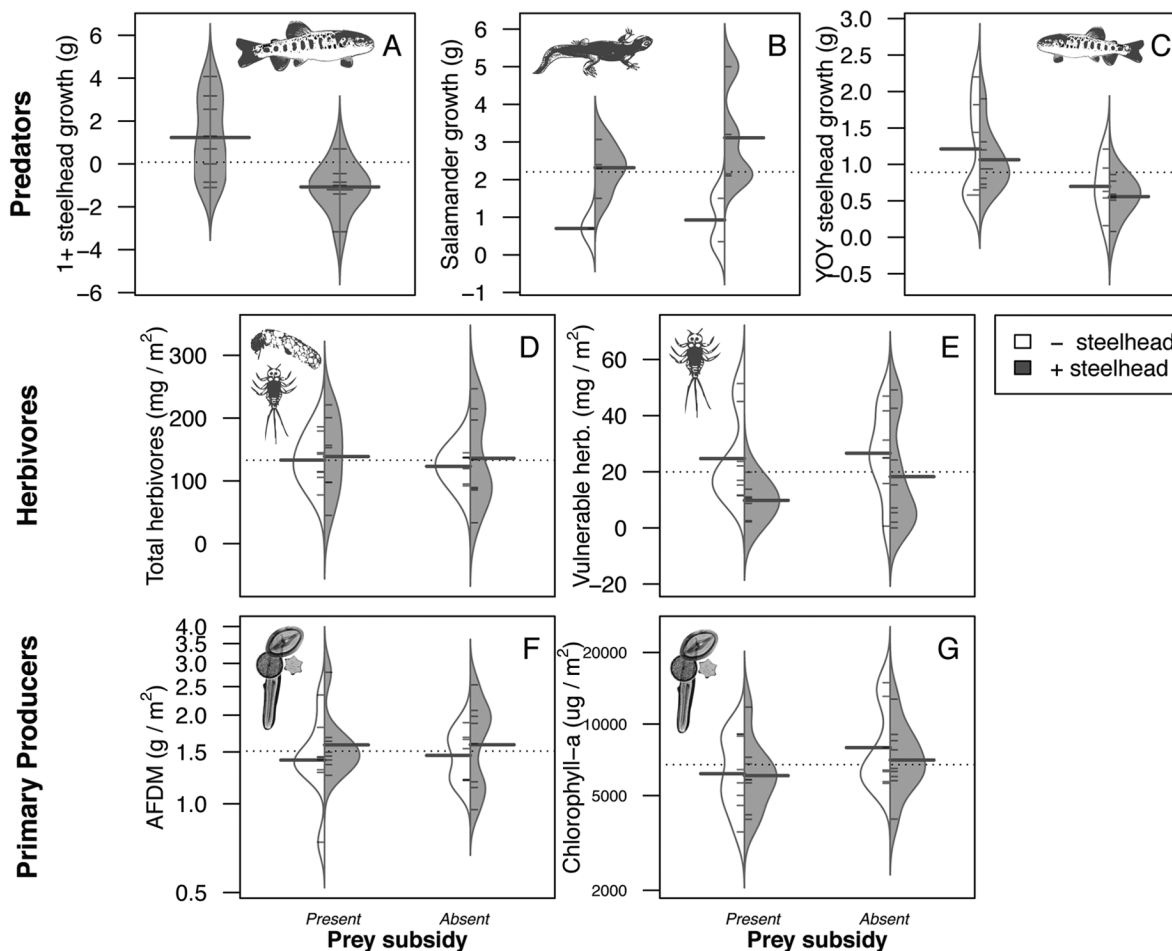 Predators
1+ steelhead growth (g)
6
4
2
0
−2
−4
−6
A
Salamander growth (g)
6
5
4
3
2
1
0
−1
B
YOY steelhead growth (g)
3.0
2.5
2.0
1.5
1.0
0.5
0.0
−0.5
C
Herbivores
Total herbivores (mg / m²)
300
200
100
0
D
Vulnerable herb. (mg / m²)
60
40
20
0
−20
E
− steelhead
+ steelhead
Primary Producers
AFDM (g / m²)
4.0
3.5
3.0
2.5
2.0
1.5
1.0
0.5
F
Chlorophyll−a (ug / m²)
20000
10000
5000
2000
G
Present
Absent
Prey subsidy
Present
Absent
Prey subsidy